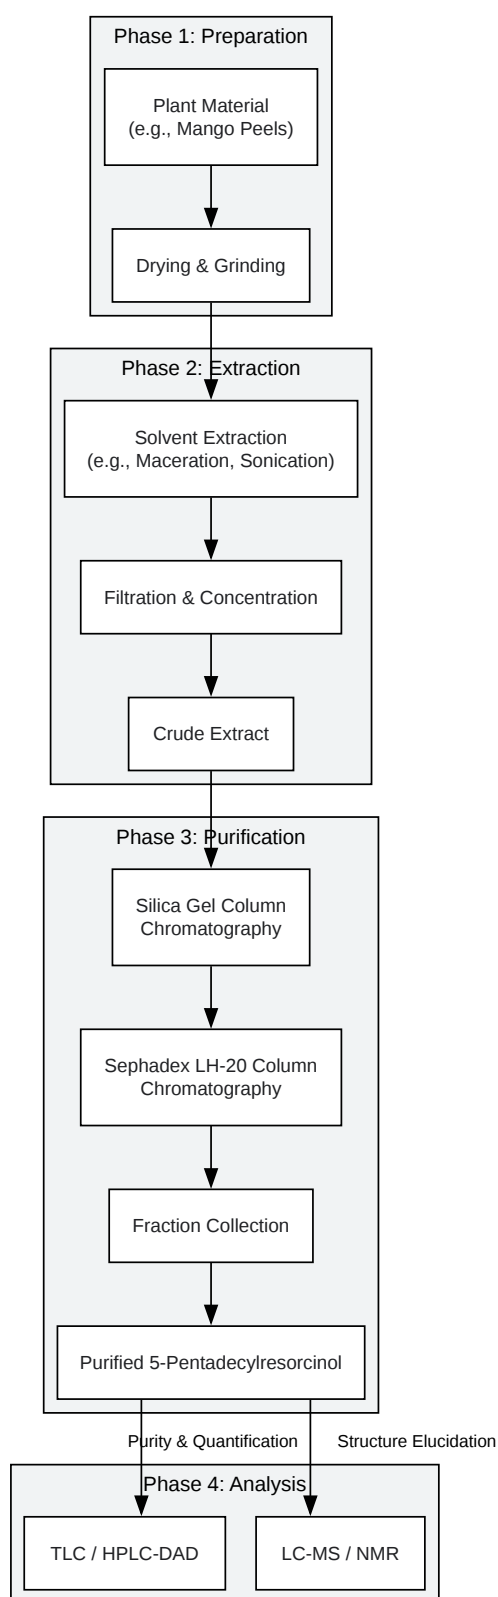 Phase 1: Preparation
Plant Material
(e.g., Mango Peels)
Drying & Grinding
Phase 2: Extraction
Solvent Extraction
(e.g., Maceration, Sonication)
Filtration & Concentration
Crude Extract
Phase 3: Purification
Silica Gel Column
Chromatography
Sephadex LH-20 Column
Chromatography
Fraction Collection
Purified 5-Pentadecylresorcinol
Purity & Quantification
Structure Elucidation
Phase 4: Analysis
TLC / HPLC-DAD
LC-MS / NMR